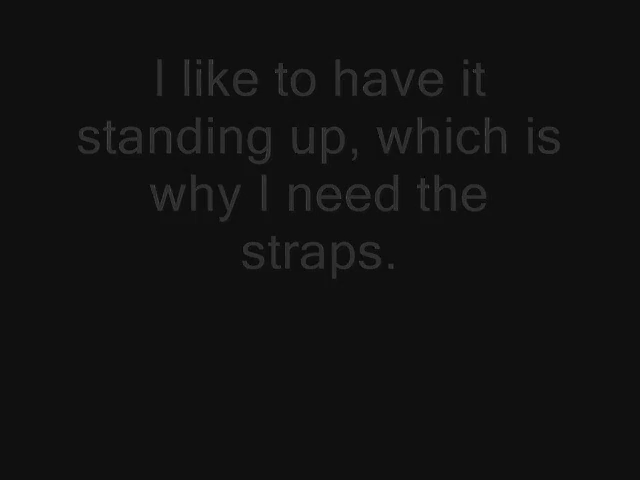 I like to have it
standing up, which is
why I need the
straps.